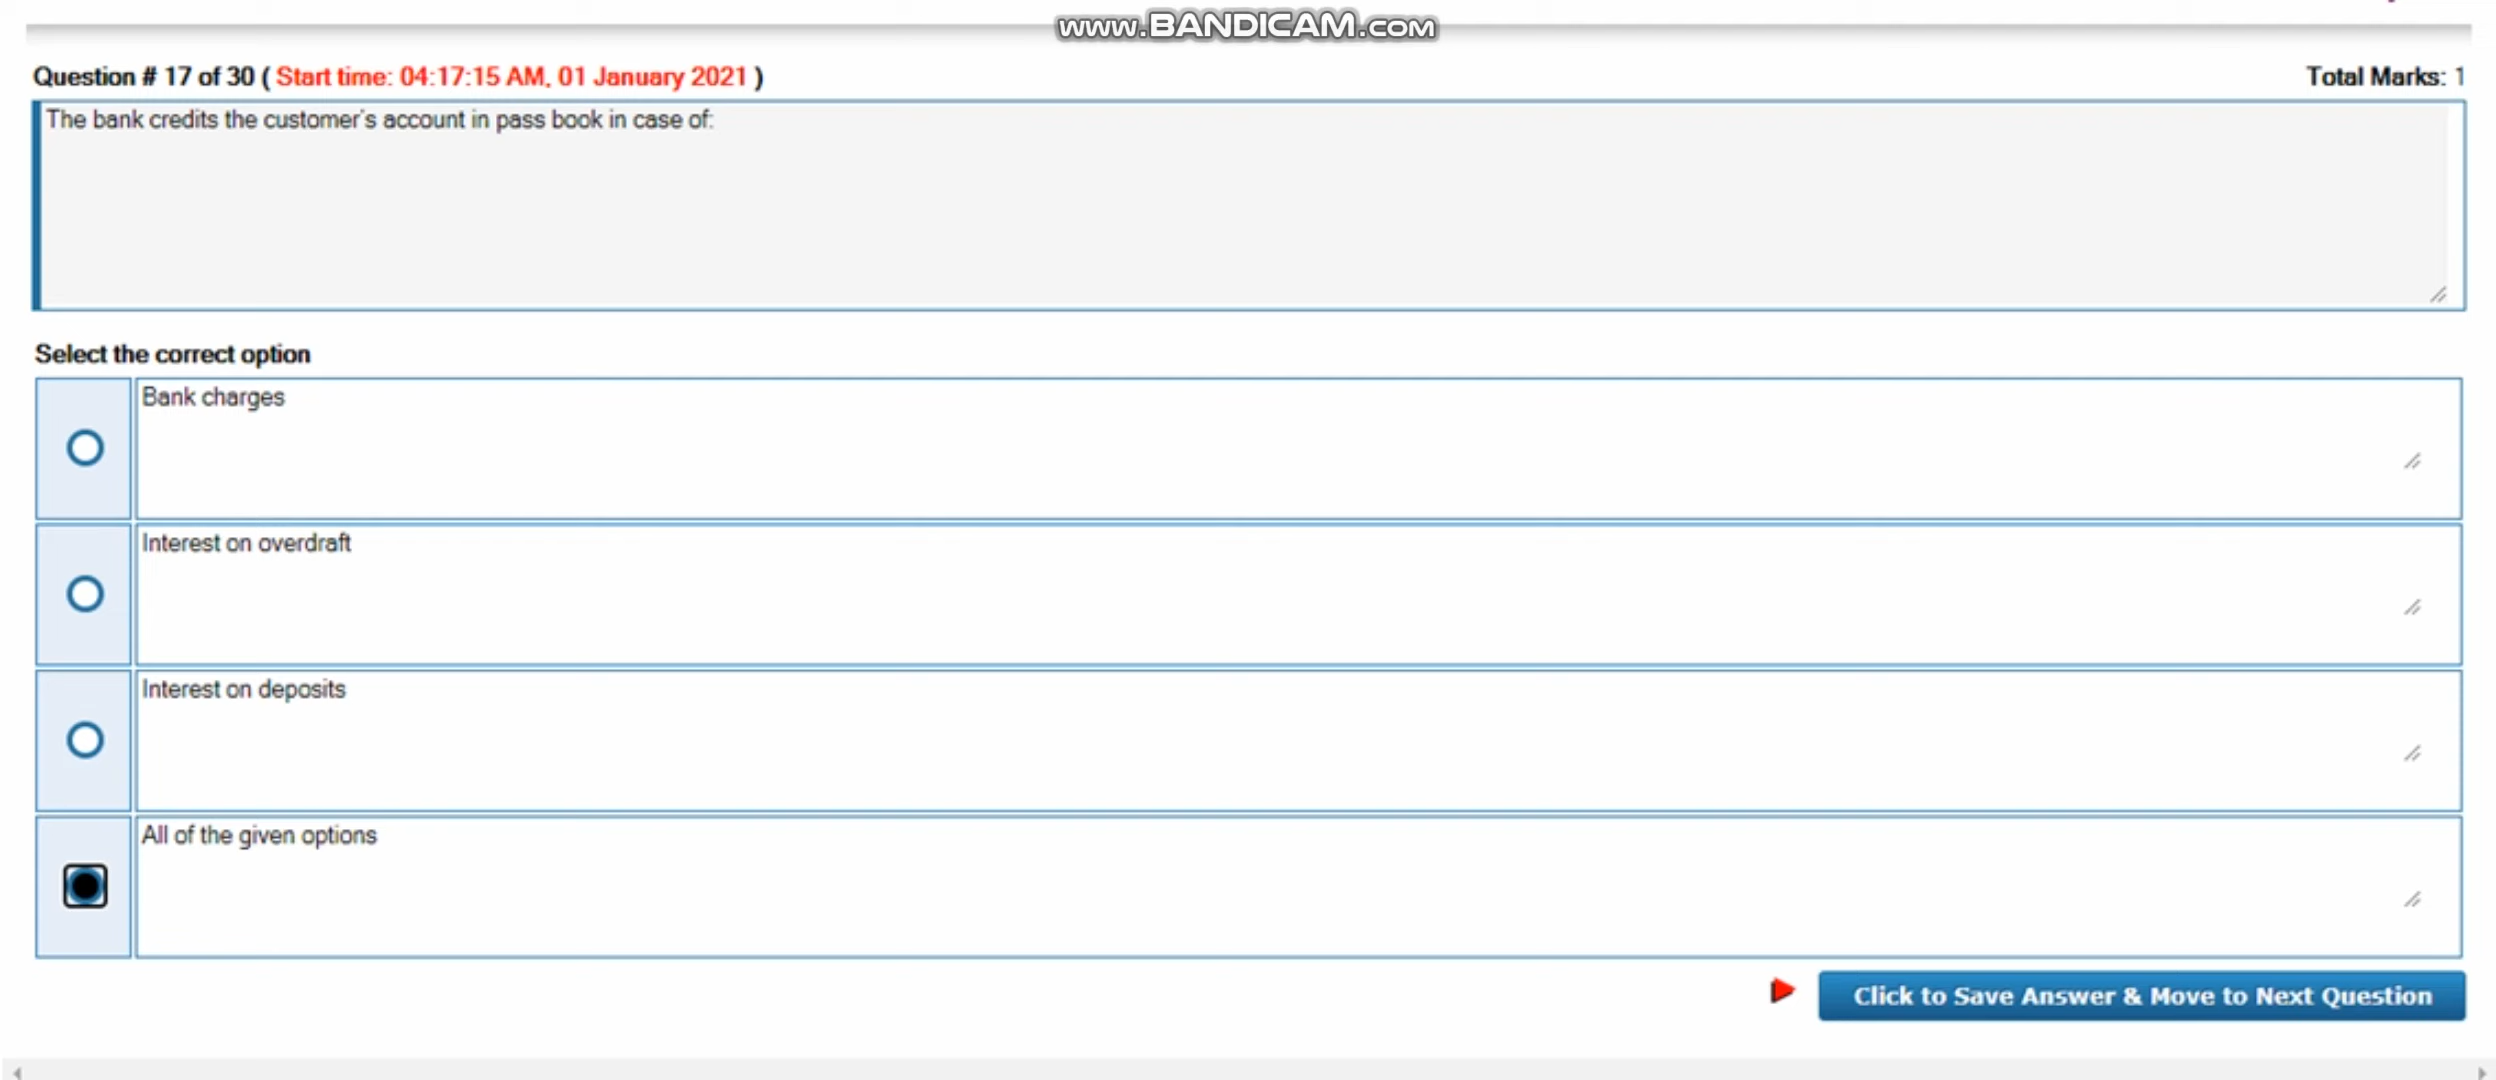 www.BANDICAM.com
Question # 17 of 30 ( Start time: 04:17:15 AM, 01 January 2021 ) Total Marks: 1
The bank credits the customer's account in pass book in case of:
Select the correct option
Bank charges
Interest on overdraft
Interest on deposits
All of the given options
Click to Save Answer & Move to Next Question